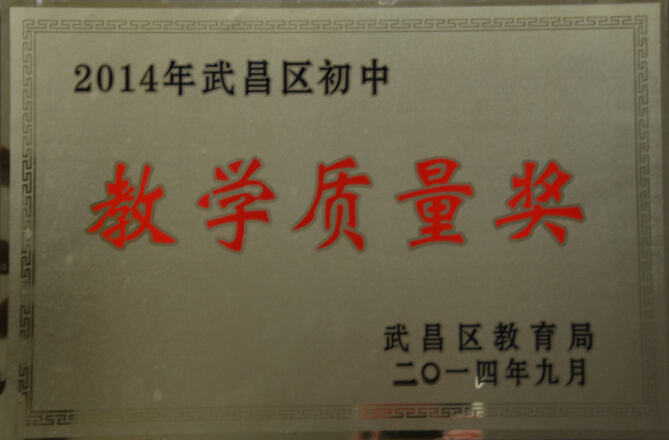 2014年武昌区初中
教学质量奖
武昌区教育局
二〇一四年九月